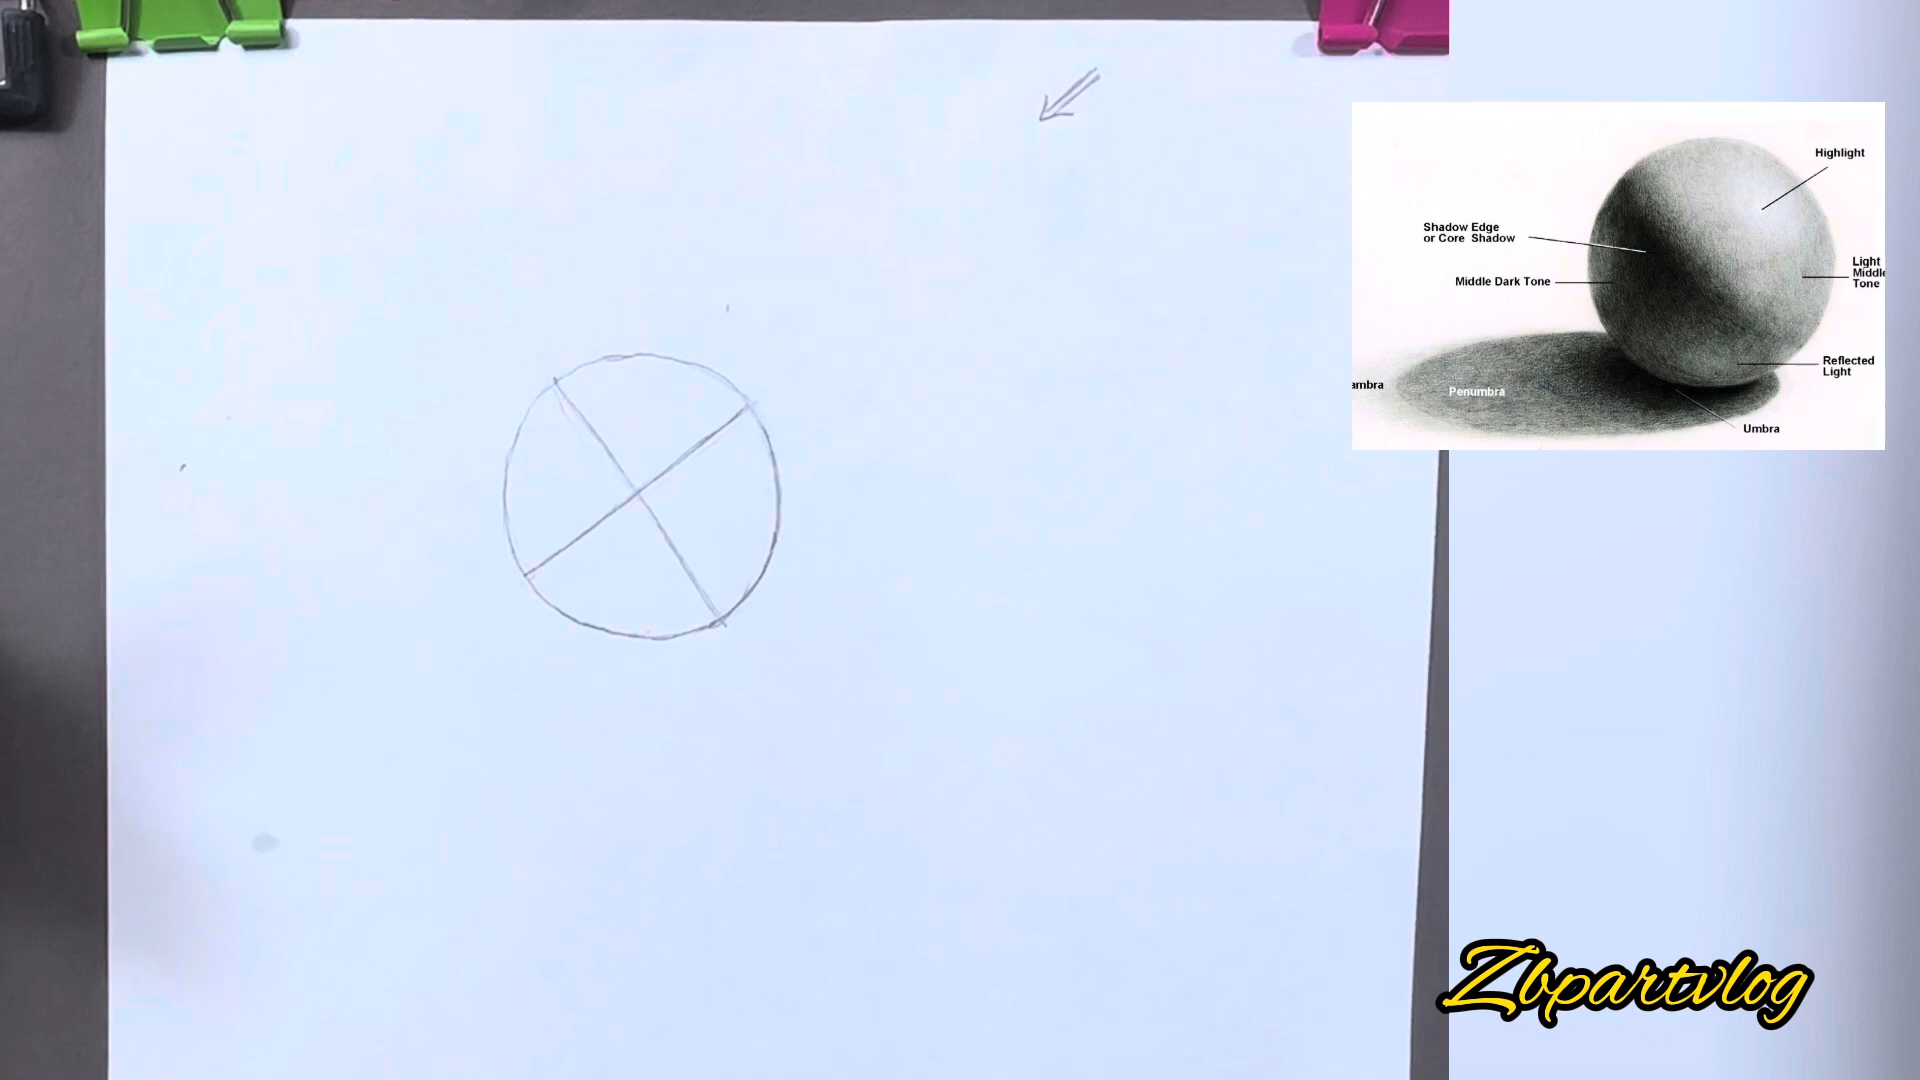 Highlight
Shadow Edge
or Core Shadow
Middle Dark Tone
Light
Middle
Tone
Reflected
Light
ambra
Penumbra
Umbra
Zbpartvlog